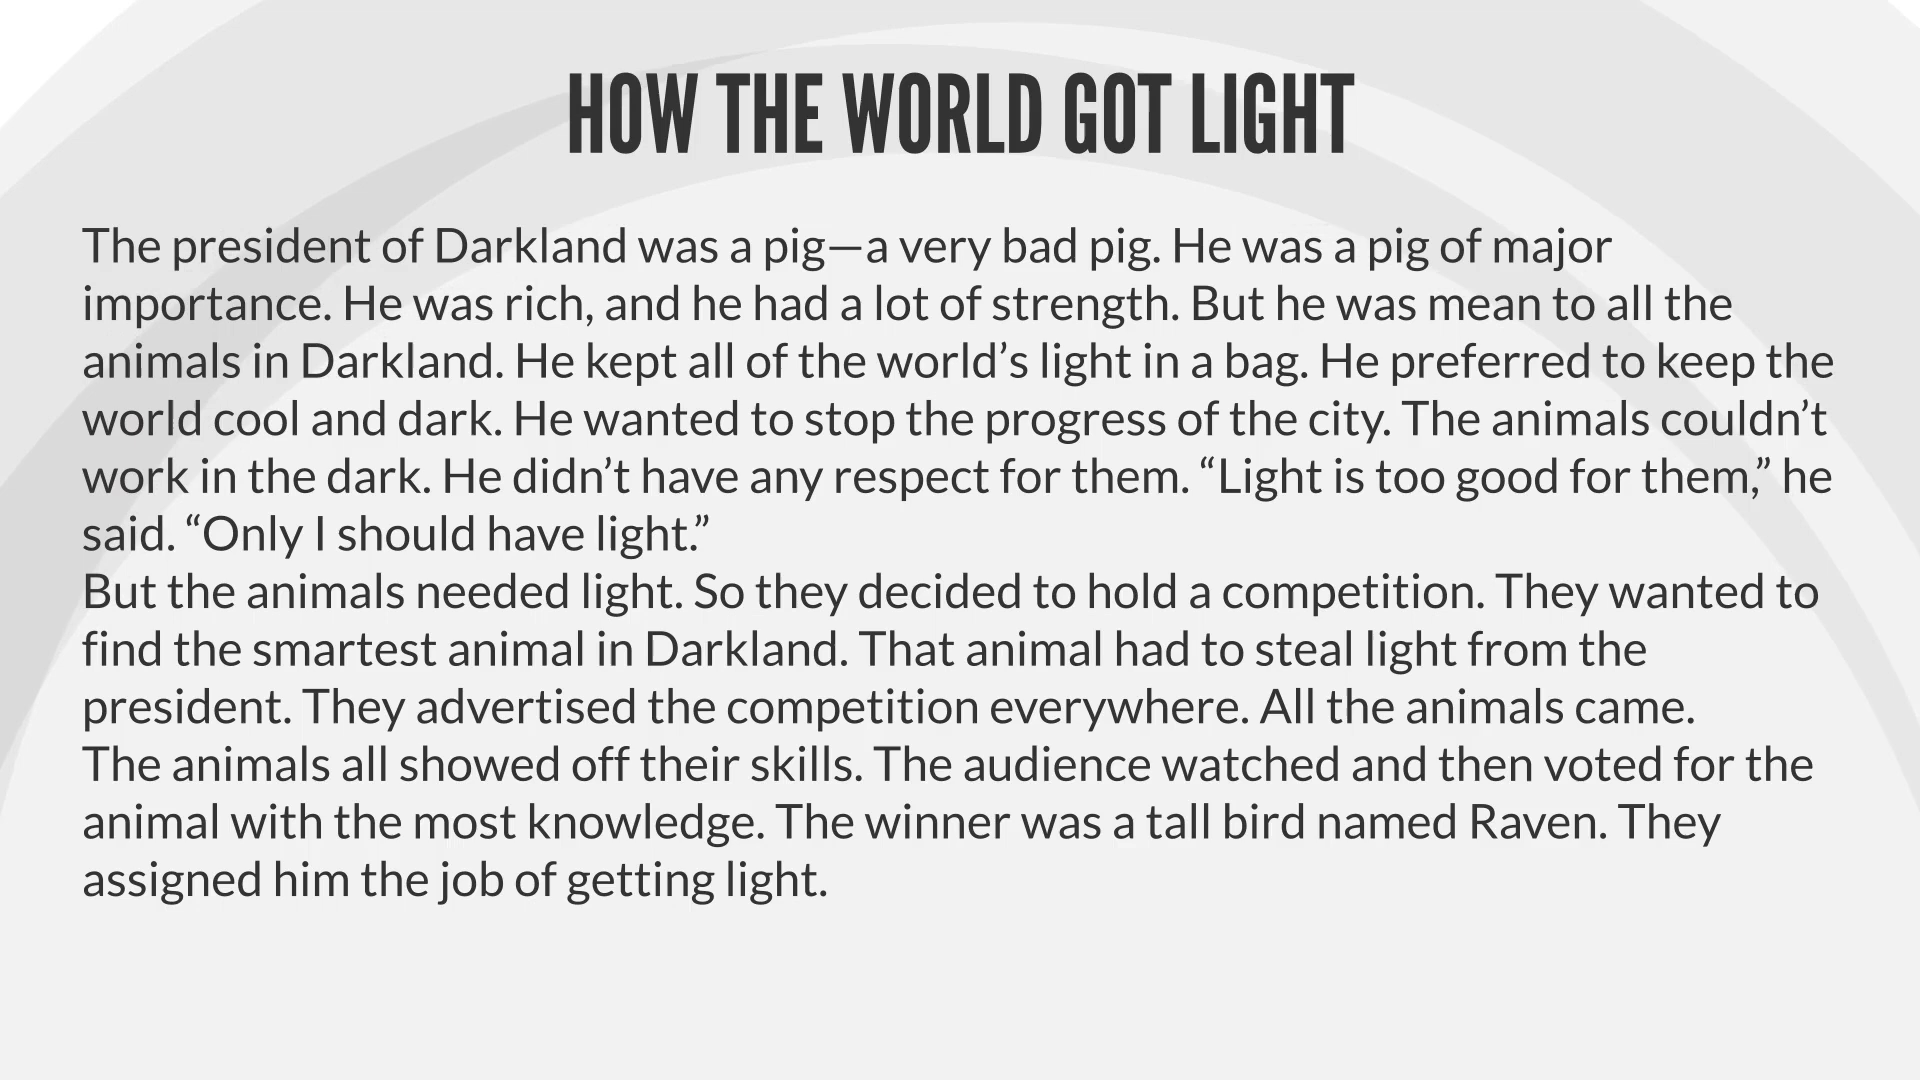 HOW THE WORLD GOT LIGHT
The president of Darkland was a pig—a very bad pig. He was a pig of major
importance. He was rich, and he had a lot of strength. But he was mean to all the
animals in Darkland. He kept all of the world’s light in a bag. He preferred to keep the
world cool and dark. He wanted to stop the progress of the city. The animals couldn’t
work in the dark. He didn’t have any respect for them. “Light is too good for them,” he
said. “Only I should have light.”
But the animals needed light. So they decided to hold a competition. They wanted to
find the smartest animal in Darkland. That animal had to steal light from the
president. They advertised the competition everywhere. All the animals came.
The animals all showed off their skills. The audience watched and then voted for the
animal with the most knowledge. The winner was a tall bird named Raven. They
assigned him the job of getting light.